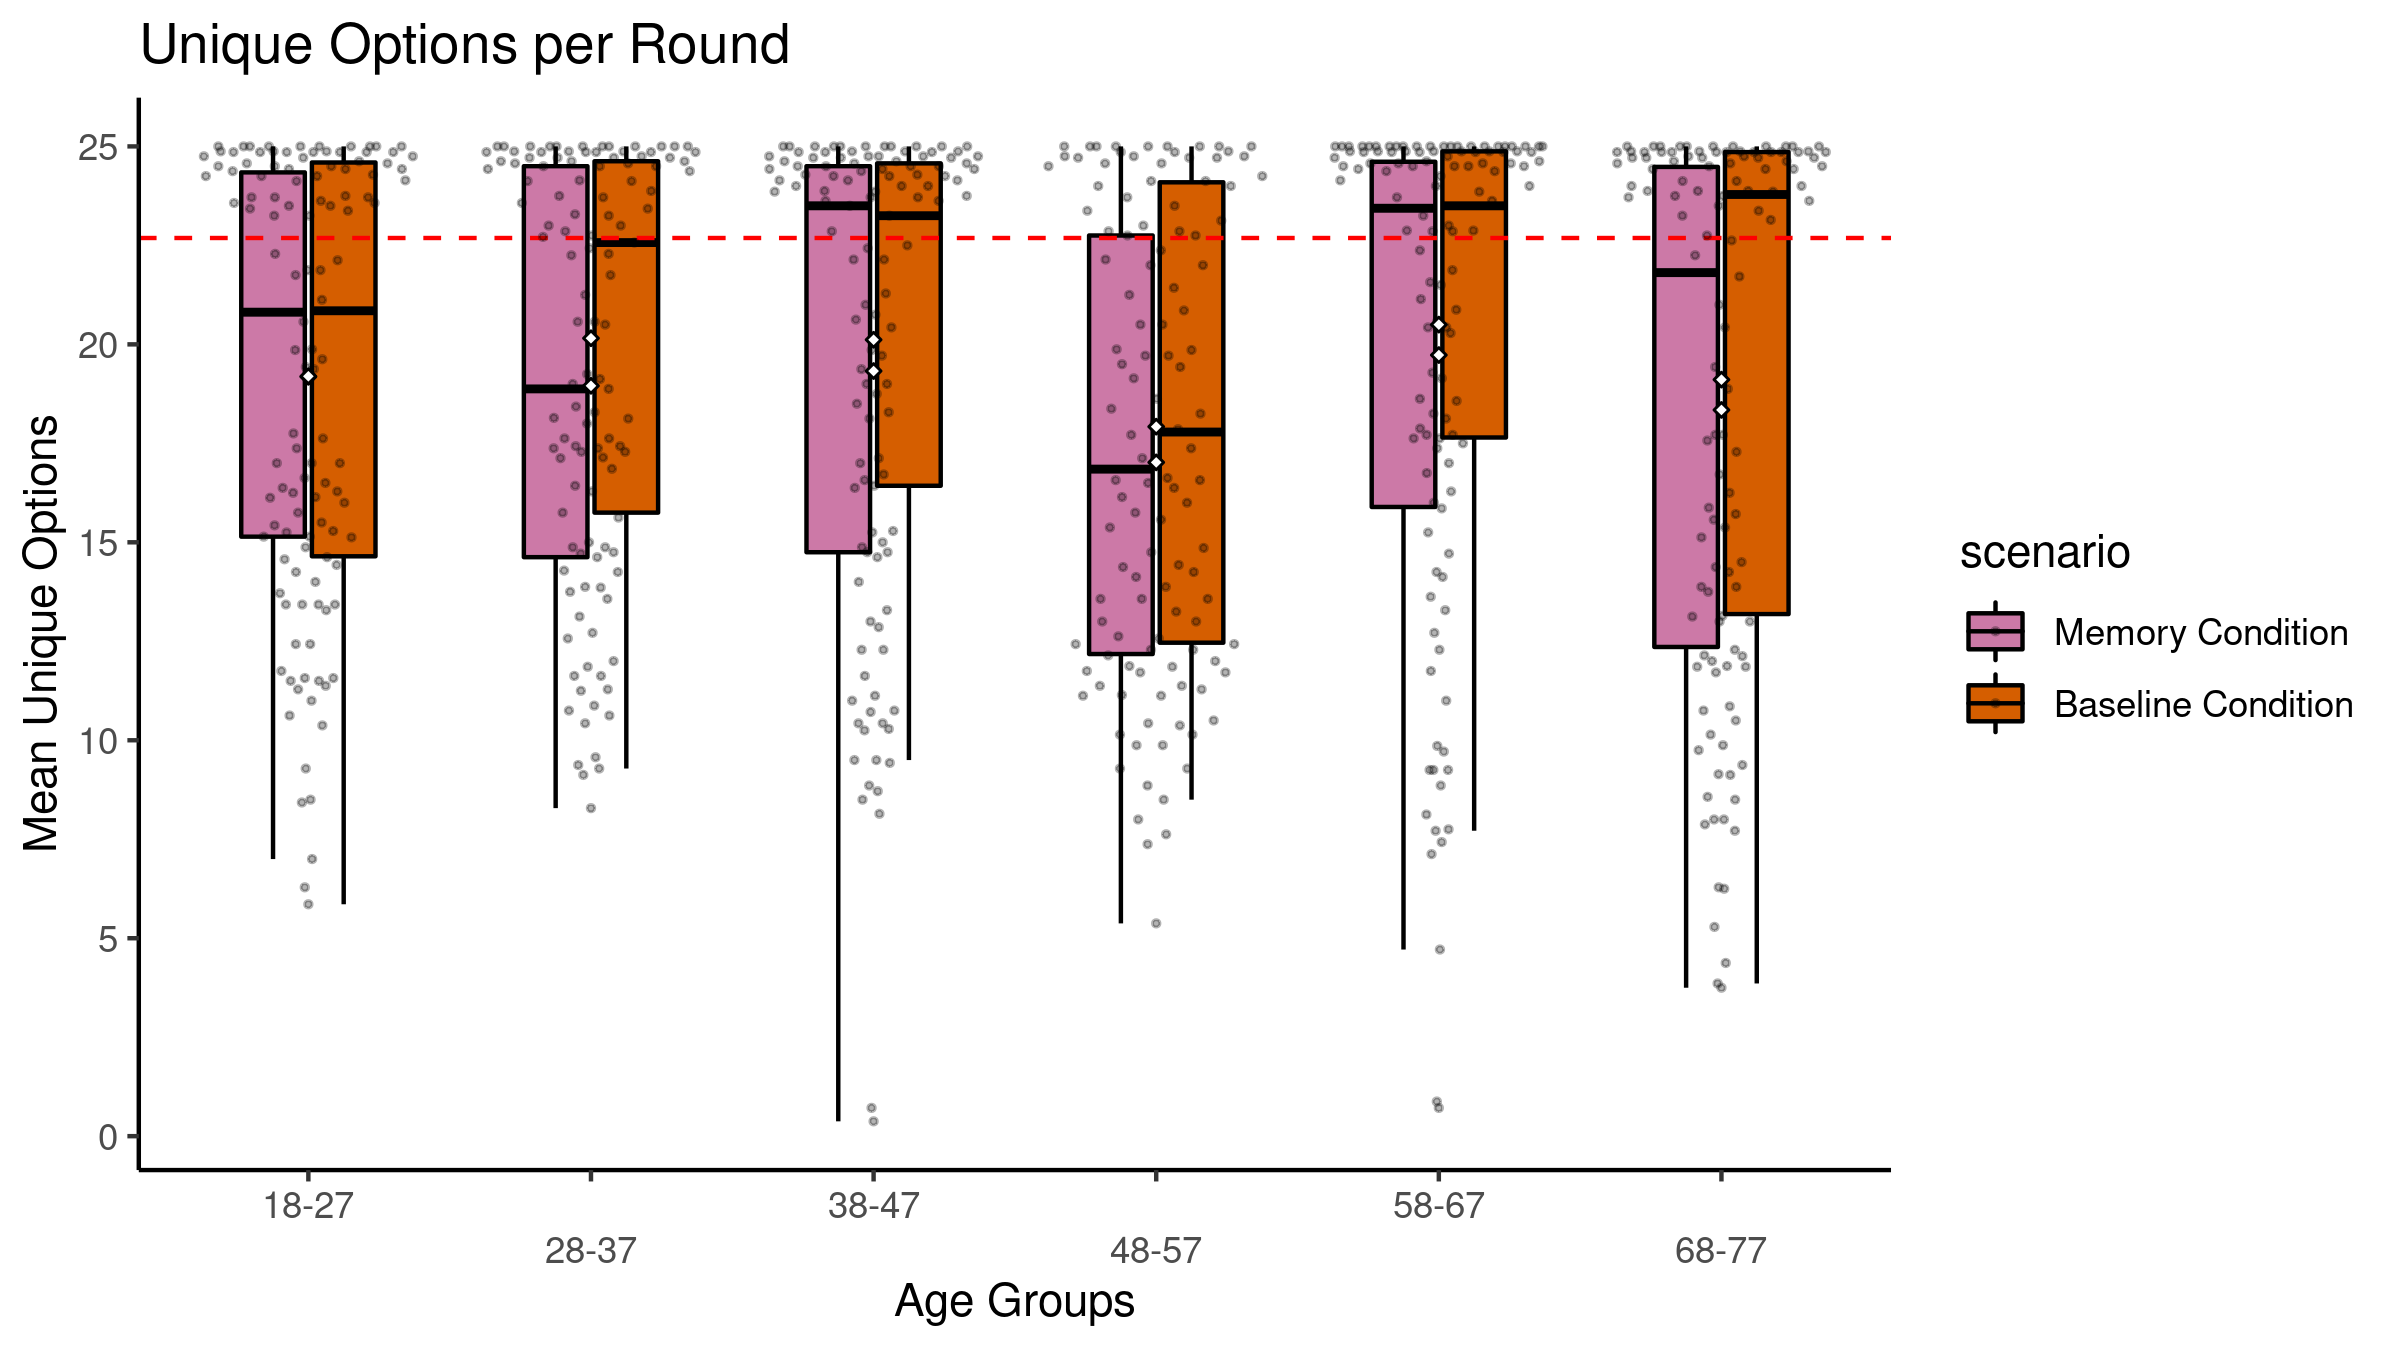 Unique Options per Round
Mean Unique Options
25
20
15
10
5
0
18-27
28-37
38-47
48-57
58-67
68-77
Age Groups
scenario
Memory Condition
Baseline Condition